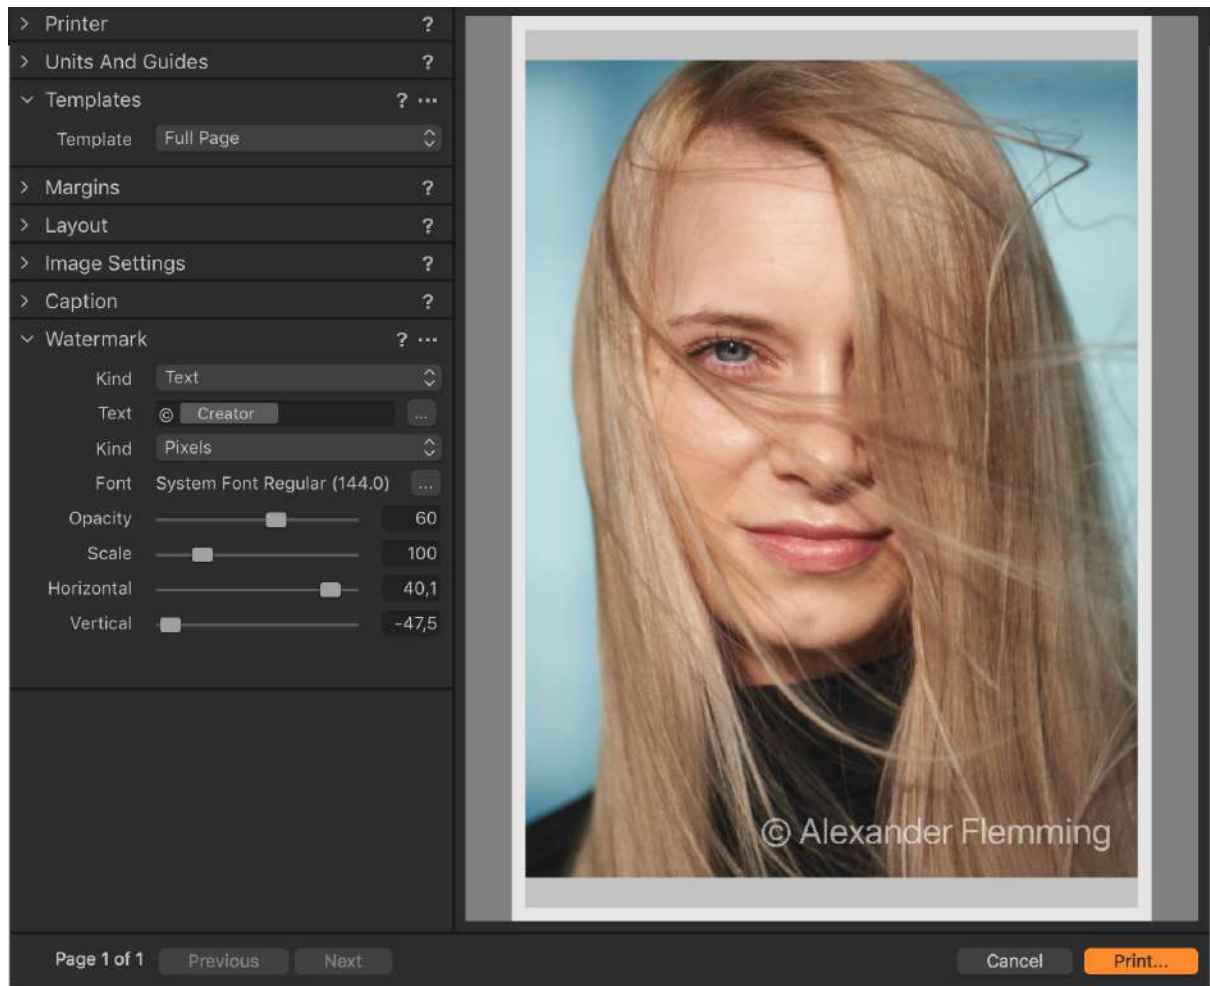 Printer ?
Units And Guides ?
Templates ? ...
Template Full Page
Margins ?
Layout ?
Image Settings ?
Caption ?
Watermark ? ...
Kind Text
Text © Creator ...
Kind Pixels
Font System Font Regular (144.0) ...
Opacity 60
Scale 100
Horizontal 40,1
Vertical -47,5
© Alexander Flemming
Page 1 of 1 Previous Next Cancel Print...